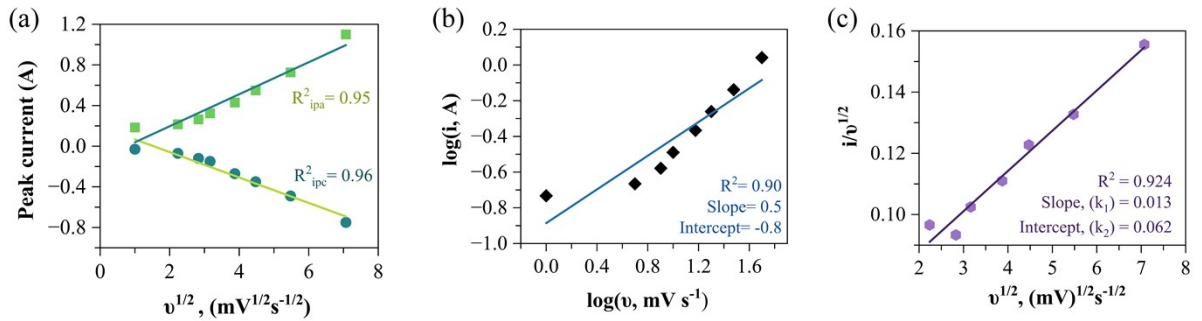 (a)
Peak current (A)
1.2
0.8
0.4
0.0
−0.4
−0.8
R²ipa = 0.95
R²ipc = 0.96
0 2 4 6 8
υ1/2 , (mV1/2s-1/2)
(b)
log(i, A)
0.2
0.0
−0.2
−0.4
−0.6
−0.8
−1.0
R²= 0.90
Slope= 0.5
Intercept= -0.8
0.0 0.4 0.8 1.2 1.6
log(υ, mV s-1)
(c)
i/υ1/2
0.16
0.14
0.12
0.10
R² = 0.924
Slope, (k1) = 0.013
Intercept, (k2) = 0.062
2 3 4 5 6 7 8
υ1/2, (mV)1/2s-1/2